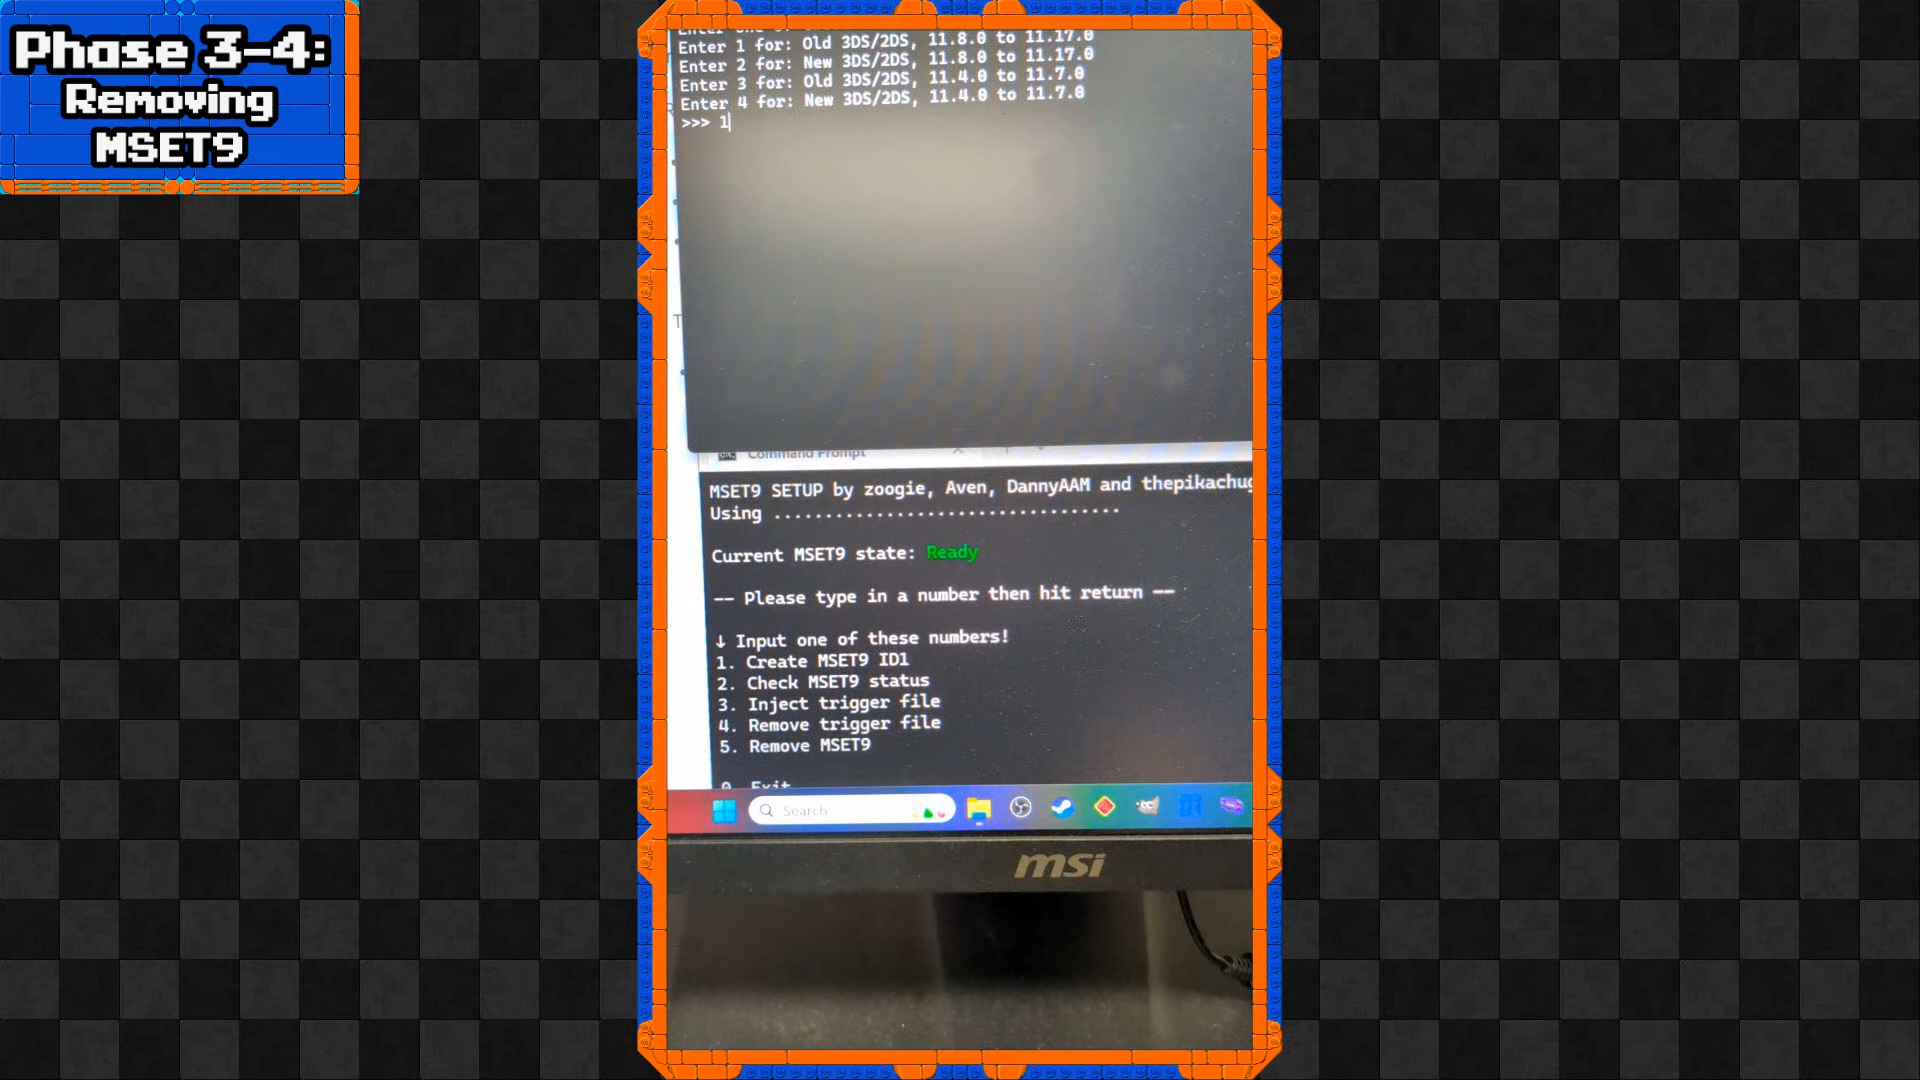 Phase 3-4:
Removing
MSET9
Enter 1 for: Old 3DS/2DS, 11.8.0 to 11.17.0
Enter 2 for: New 3DS/2DS, 11.8.0 to 11.17.0
Enter 3 for: Old 3DS/2DS, 11.4.0 to 11.7.0
Enter 4 for: New 3DS/2DS, 11.4.0 to 11.7.0
>>> 1
Command Prompt
MSET9 SETUP by zoogie, Aven, DannyAAM and thepikachug
Using ..................................
Current MSET9 state: Ready
-- Please type in a number then hit return --
↓ Input one of these numbers!
1. Create MSET9 ID1
2. Check MSET9 status
3. Inject trigger file
4. Remove trigger file
5. Remove MSET9
0. Exit
Search
msi